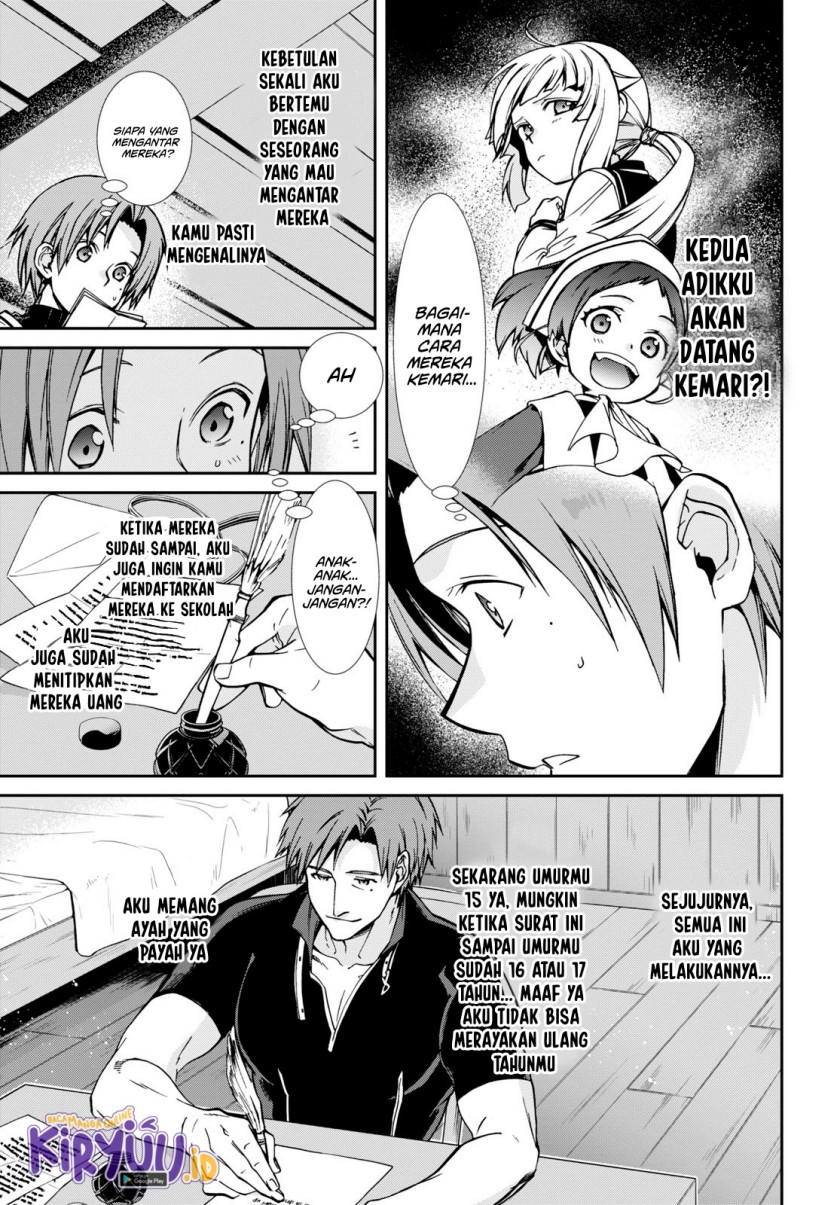 KEDUA
ADIKKU
AKAN
DATANG
KEMARI?!
BAGAI-
MANA
CARA
MEREKA
KEMARI...
KEBETULAN
SEKALI AKU
BERTEMU
DENGAN
SESEORANG
YANG MAU
MENGANTAR
MEREKA
SIAPA YANG
MENGANTAR
MEREKA?
KAMU PASTI
MENGENALINYA
AH
ANAK-
ANAK...
JANGAN-
JANGAN?!
KETIKA MEREKA
SUDAH SAMPAI, AKU
JUGA INGIN KAMU
MENDAFTARKAN
MEREKA KE SEKOLAH
AKU
JUGA SUDAH
MENITIPKAN
MEREKA UANG
SEJUJURNYA,
SEMUA INI
AKU YANG
MELAKUKANNYA...
SEKARANG UMURMU
15 YA, MUNGKIN
KETIKA SURAT INI
SAMPAI UMURMU
SUDAH 16 ATAU 17
TAHUN... MAAF YA
AKU TIDAK BISA
MERAYAKAN ULANG
TAHUNMU
AKU MEMANG
AYAH YANG
PAYAH YA
BACA MANGA ONLINE
KIRYUU.ID
Google Play